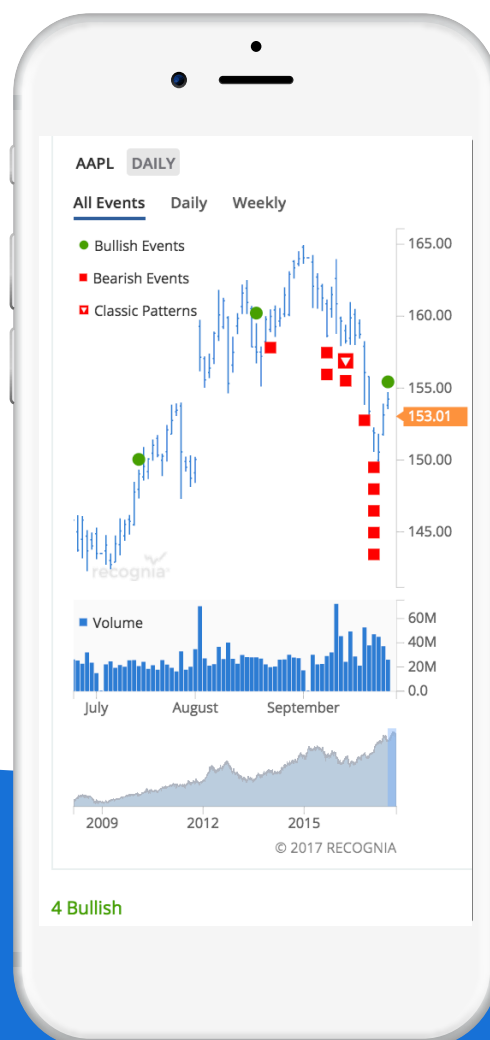 AAPL DAILY
All Events Daily Weekly
Bullish Events
Bearish Events
Classic Patterns
165.00
160.00
155.00
153.01
150.00
145.00
recognia
Volume
60M
40M
20M
0.0
July August September
2009 2012 2015
© 2017 RECOGNIA
4 Bullish